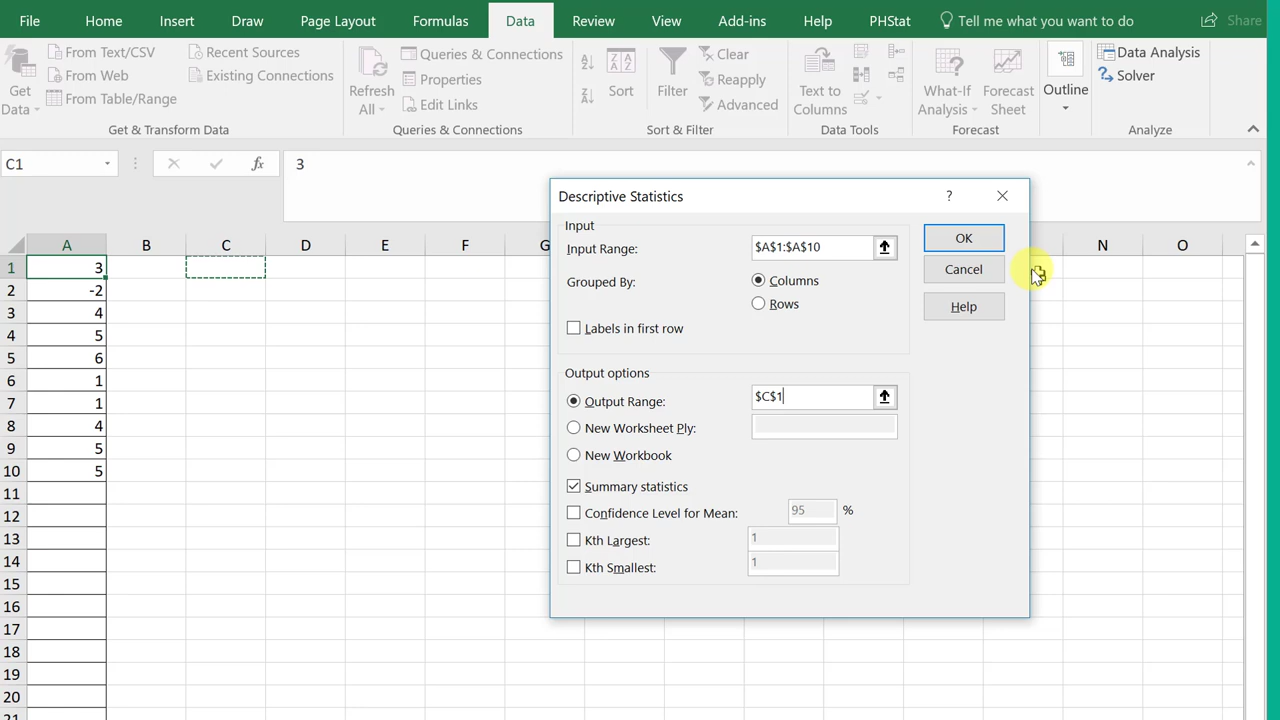 File Home Insert Draw Page Layout Formulas Data Review View Add-ins Help PHStat Tell me what you want to do Share
Get Data
From Text/CSV
From Web
From Table/Range
Recent Sources
Existing Connections
Get & Transform Data
Refresh All
Queries & Connections
Properties
Edit Links
Queries & Connections
Sort
Filter
Clear
Reapply
Advanced
Sort & Filter
Text to Columns
Data Tools
What-If Analysis
Forecast Sheet
Forecast
Outline
Data Analysis
Solver
Analyze
C1 fx 3
A B C D E F G N O
1 3
2 -2
3 4
4 5
5 6
6 1
7 1
8 4
9 5
10 5
11
12
13
14
15
16
17
18
19
20
21
Descriptive Statistics ?
Input
Input Range: $A$1:$A$10
Grouped By: Columns
Rows
Labels in first row
OK
Cancel
Help
Output options
Output Range: $C$1
New Worksheet Ply:
New Workbook
Summary statistics
Confidence Level for Mean: 95 %
Kth Largest: 1
Kth Smallest: 1